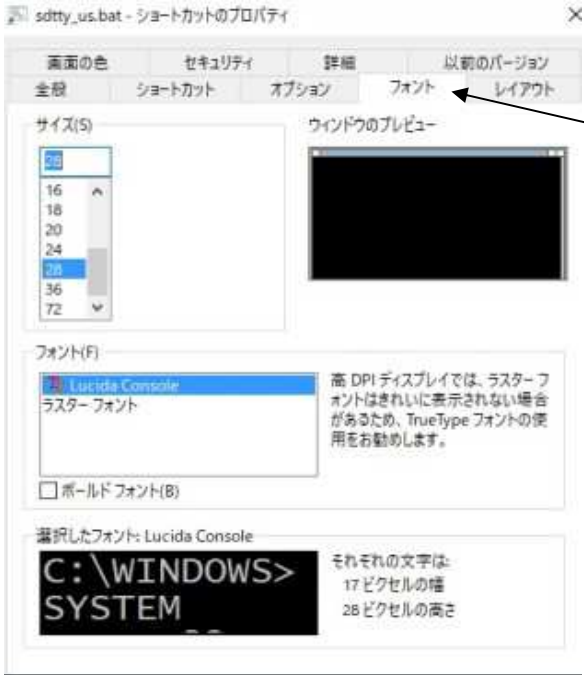 sdtty_us.bat - ショートカットのプロパティ
画面の色 セキュリティ 詳細 以前のバージョン
全般 ショートカット オプション フォント レイアウト
サイズ(S)
28
16
18
20
24
28
36
72
ウィンドウのプレビュー
フォント(F)
Lucida Console
ラスター フォント
高 DPI ディスプレイでは、ラスター フ
ォントはきれいに表示されない場合
があるため、TrueType フォントの使
用をお勧めします。
ボールド フォント(B)
選択したフォント: Lucida Console
C:\WINDOWS>
SYSTEM
それぞれの文字は:
17 ピクセルの幅
28 ピクセルの高さ